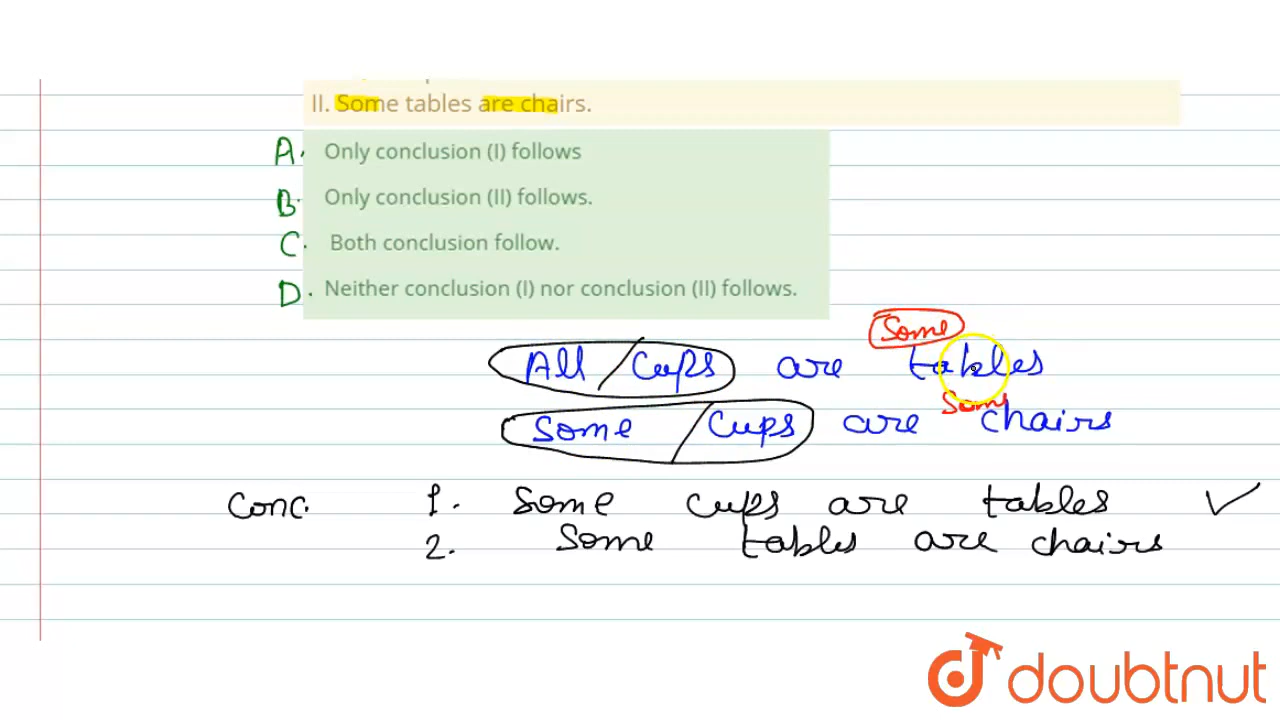 II. Some tables are chairs.
A. Only conclusion (I) follows
B. Only conclusion (II) follows.
C. Both conclusion follow.
D. Neither conclusion (I) nor conclusion (II) follows.
Some
All / Cups are tables
Some
Some / Cups are chairs
Conc. 1. Some cups are tables ✓
2. Some tables are chairs
doubtnut